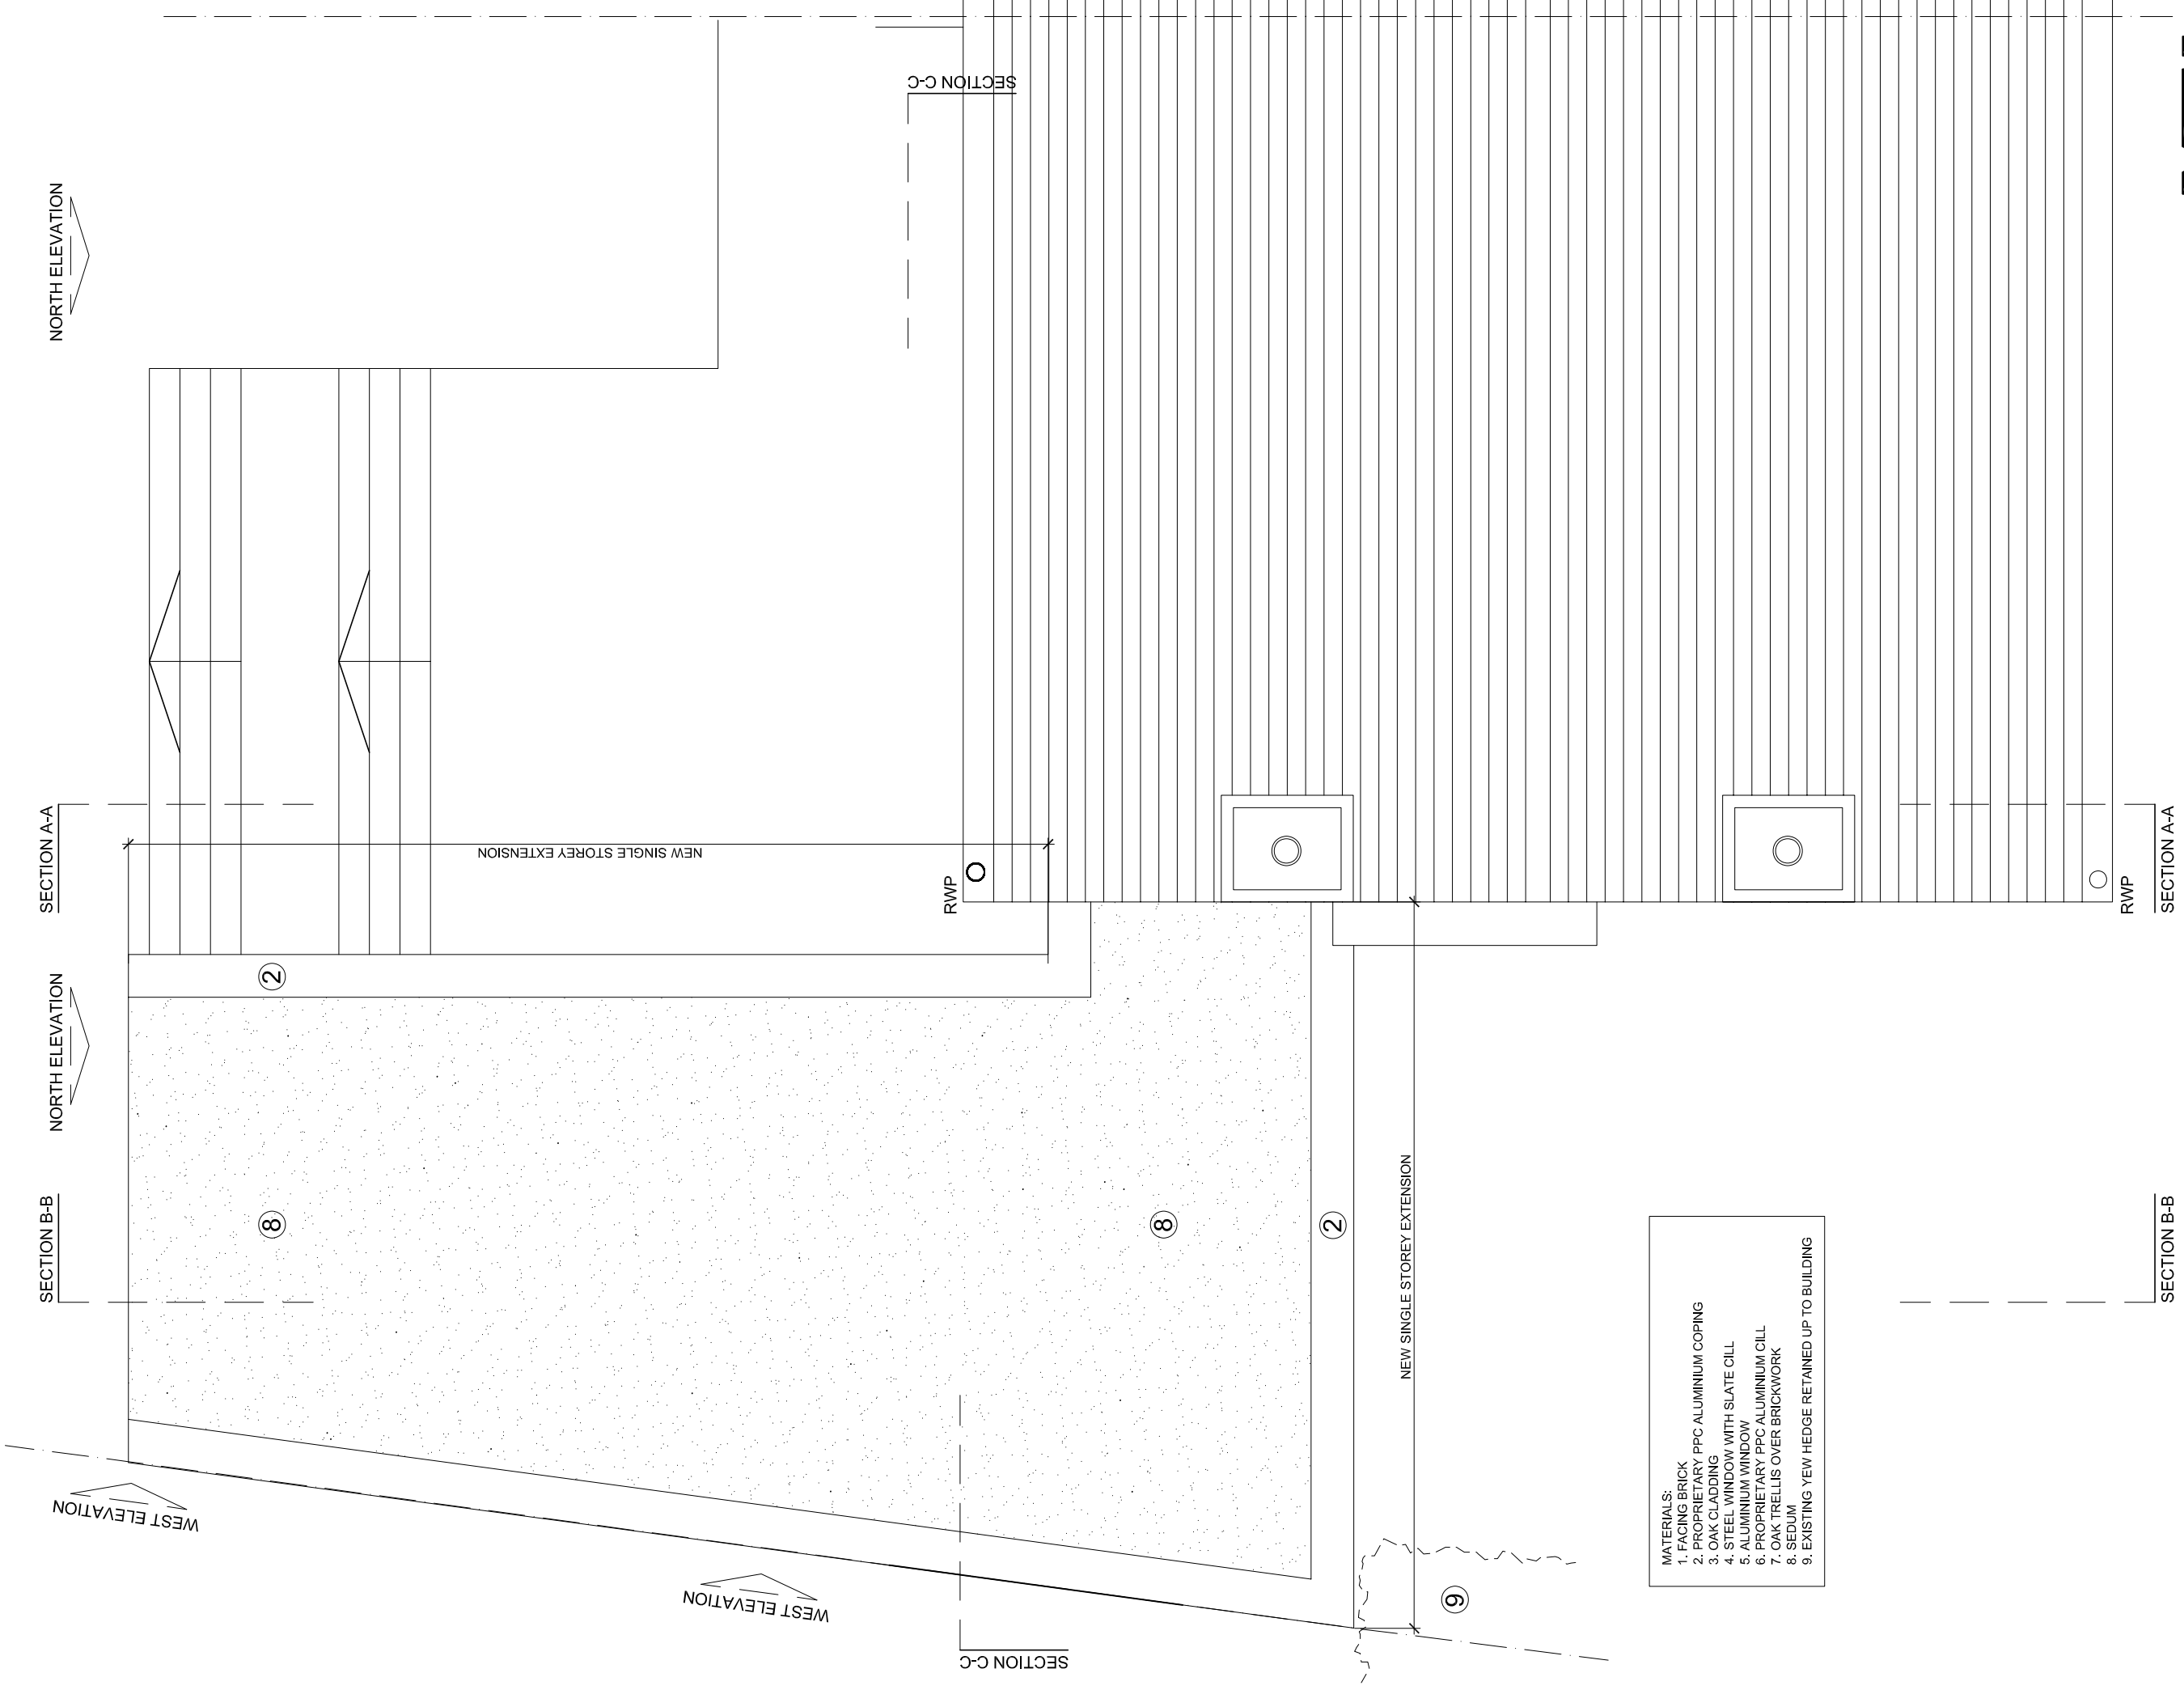 NORTH ELEVATION
SECTION C-C
SECTION A-A
NEW SINGLE STOREY EXTENSION
RWP
RWP
SECTION A-A
NORTH ELEVATION
2
SECTION B-B
8
8
2
NEW SINGLE STOREY EXTENSION
SECTION B-B
WEST ELEVATION
WEST ELEVATION
SECTION C-C
9
MATERIALS:
1. FACING BRICK
2. PROPRIETARY PPC ALUMINIUM COPING
3. OAK CLADDING
4. STEEL WINDOW WITH SLATE CILL
5. ALUMINIUM WINDOW
6. PROPRIETARY PPC ALUMINIUM CILL
7. OAK TRELLIS OVER BRICKWORK
8. SEDUM
9. EXISTING YEW HEDGE RETAINED UP TO BUILDING